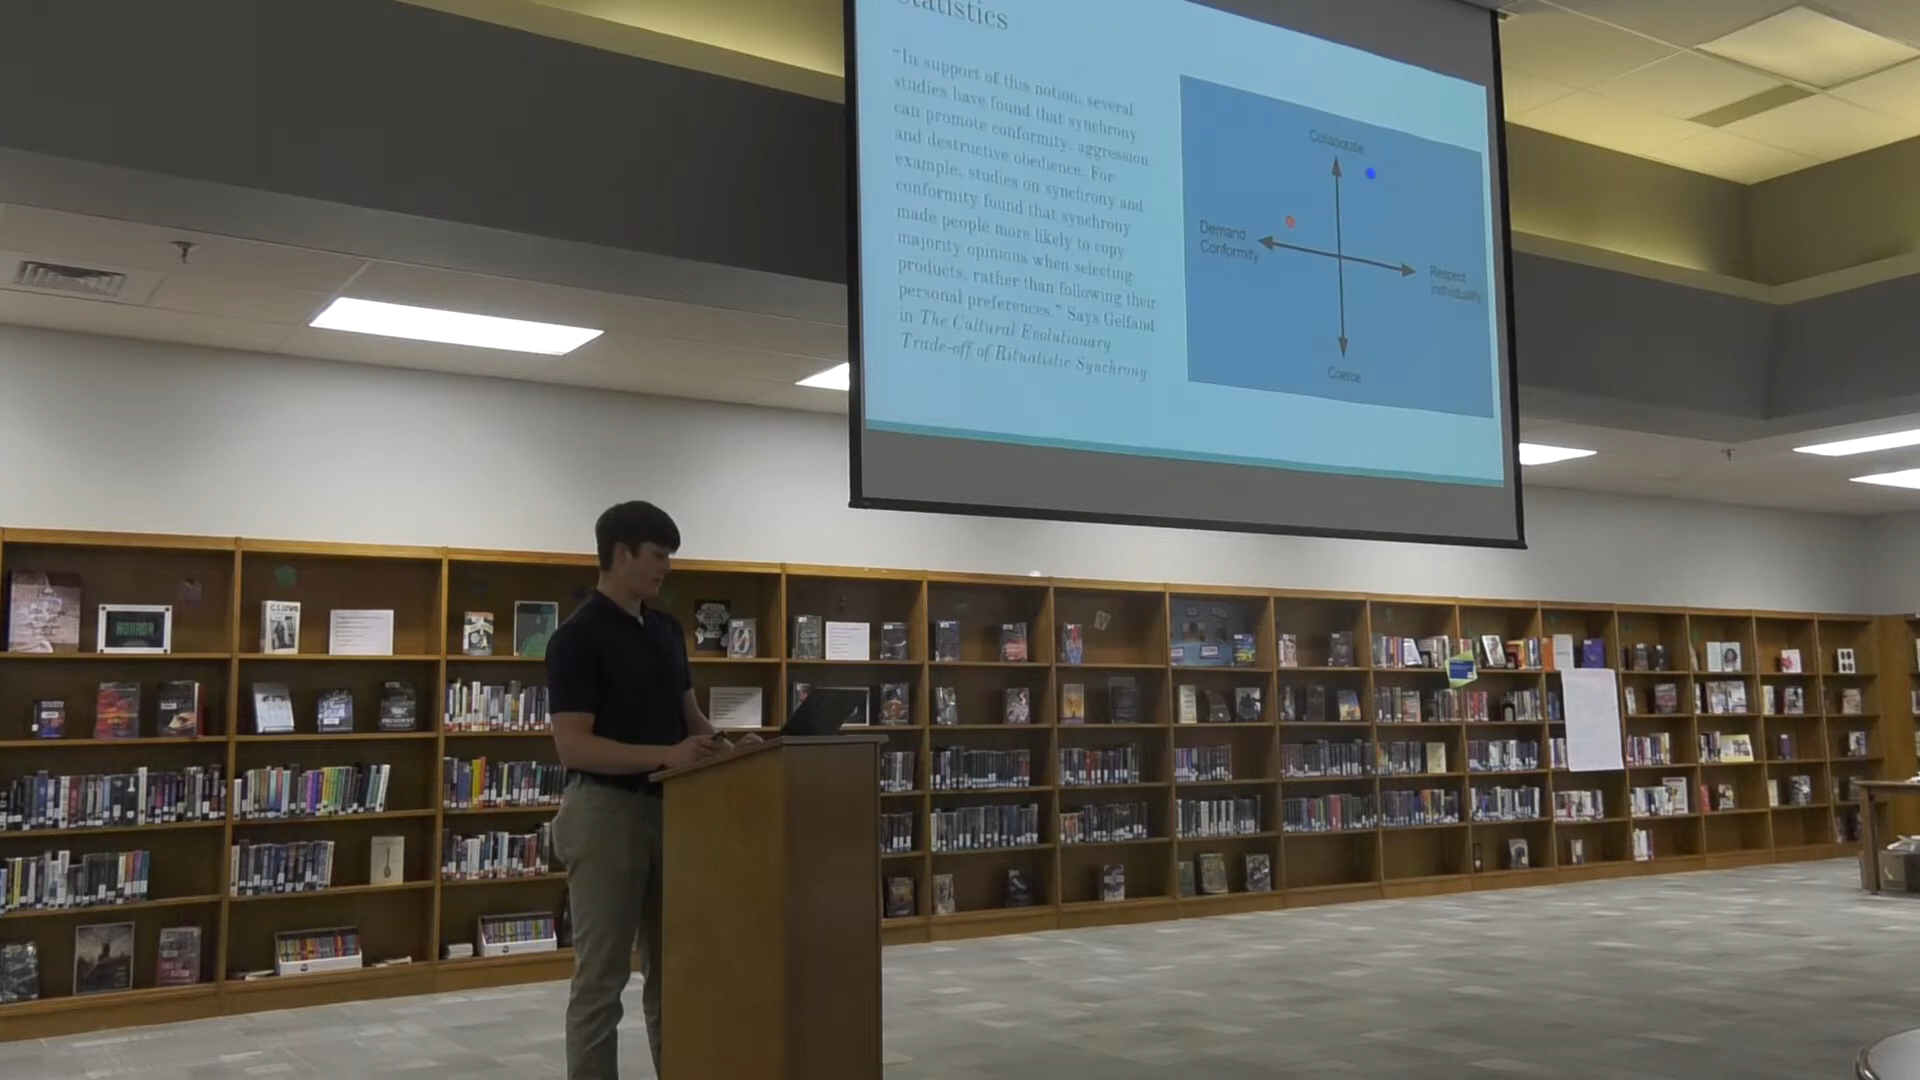 Statistics
"In support of this notion, several
studies have found that synchrony
can promote conformity, aggression
and destructive obedience. For
example, studies on synchrony and
conformity found that synchrony
made people more likely to copy
majority opinions when selecting
products, rather than following their
personal preferences." Says Gelfand
in The Cultural Evolutionary
Trade-off of Ritualistic Synchrony
Collaborate
Demand
Conformity
Respect
Individuality
Coerce
HORROR
C.S. LEWIS
PRESIDENT